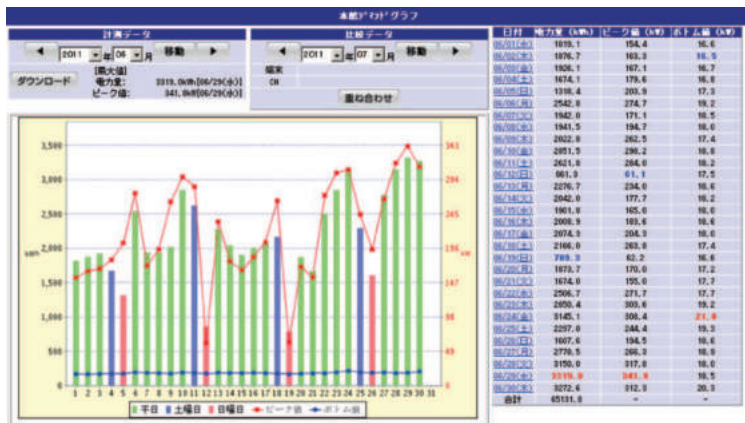 本館ﾃﾞﾏﾝﾄﾞグラフ
計測データ
2011 年 06 月 移動
ダウンロード
[最大値]
電力量: 3319.0kWh[06/29(水)]
ピーク値: 341.0kW[06/29(水)]
比較データ
2011 年 07 月 移動
端末
CH
重ね合わせ
3,500
3,000
2,500
2,000
1,500
1,000
500
0
343
294
245
196
147
98
49
0
1 2 3 4 5 6 7 8 9 10 11 12 13 14 15 16 17 18 19 20 21 22 23 24 25 26 27 28 29 30 31
平日 土曜日 日曜日 ピーク値 ボトム値
日付 電力量 (kWh) ピーク値 (kW) ボトム値 (kW)
06/01(水) 1819.1 154.4 16.6
06/02(木) 1876.7 163.3 16.5
06/03(金) 1926.1 167.1 16.7
06/04(土) 1674.1 179.6 16.8
06/05(日) 1318.4 203.9 17.3
06/06(月) 2542.8 274.7 19.2
06/07(火) 1942.0 171.1 18.5
06/08(水) 1941.5 194.7 18.0
06/09(木) 2022.8 262.5 17.4
06/10(金) 2851.5 298.2 18.8
06/11(土) 2621.8 284.0 18.2
06/12(日) 861.3 61.1 17.5
06/13(月) 2276.7 234.0 18.6
06/14(火) 2042.0 177.7 18.2
06/15(水) 1901.8 165.0 18.0
06/16(木) 2008.9 183.6 18.6
06/17(金) 2074.3 204.3 18.0
06/18(土) 2166.0 263.8 17.4
06/19(日) 789.3 62.2 16.6
06/20(月) 1873.7 170.0 17.2
06/21(火) 1674.0 155.0 17.7
06/22(水) 2506.7 271.7 17.7
06/23(木) 2850.4 303.6 19.2
06/24(金) 3145.1 308.4 21.0
06/25(土) 2297.0 244.4 19.3
06/26(日) 1607.6 194.5 18.6
06/27(月) 2770.5 266.3 18.9
06/28(火) 3150.0 317.8 18.0
06/29(水) 3319.0 341.0 18.5
06/30(木) 3272.6 312.3 20.3
合計 65131.8 - -